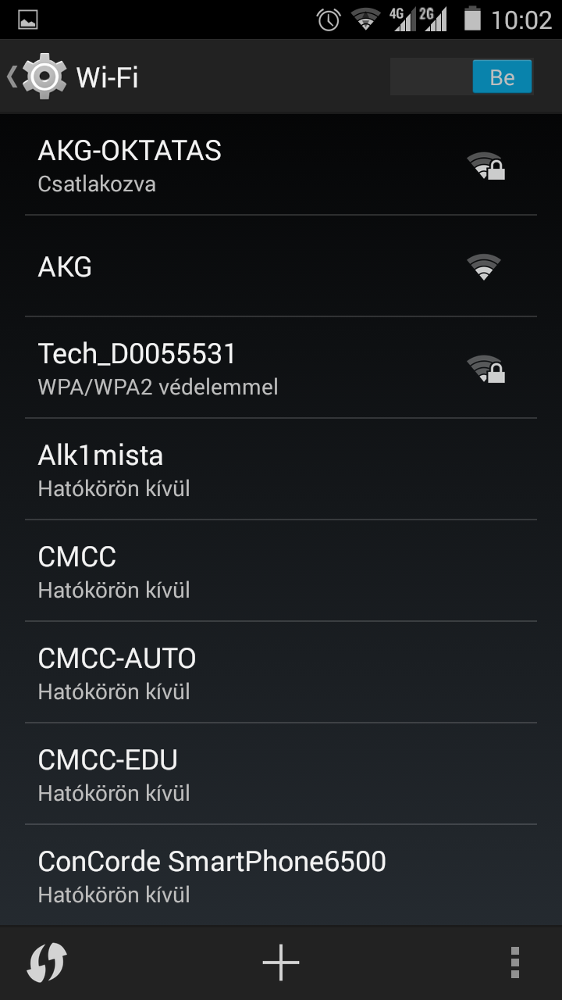 4G 2G 10:02
Wi-Fi Be
AKG-OKTATAS
Csatlakozva
AKG
Tech_D0055531
WPA/WPA2 védelemmel
Alk1mista
Hatókörön kívül
CMCC
Hatókörön kívül
CMCC-AUTO
Hatókörön kívül
CMCC-EDU
Hatókörön kívül
ConCorde SmartPhone6500
Hatókörön kívül